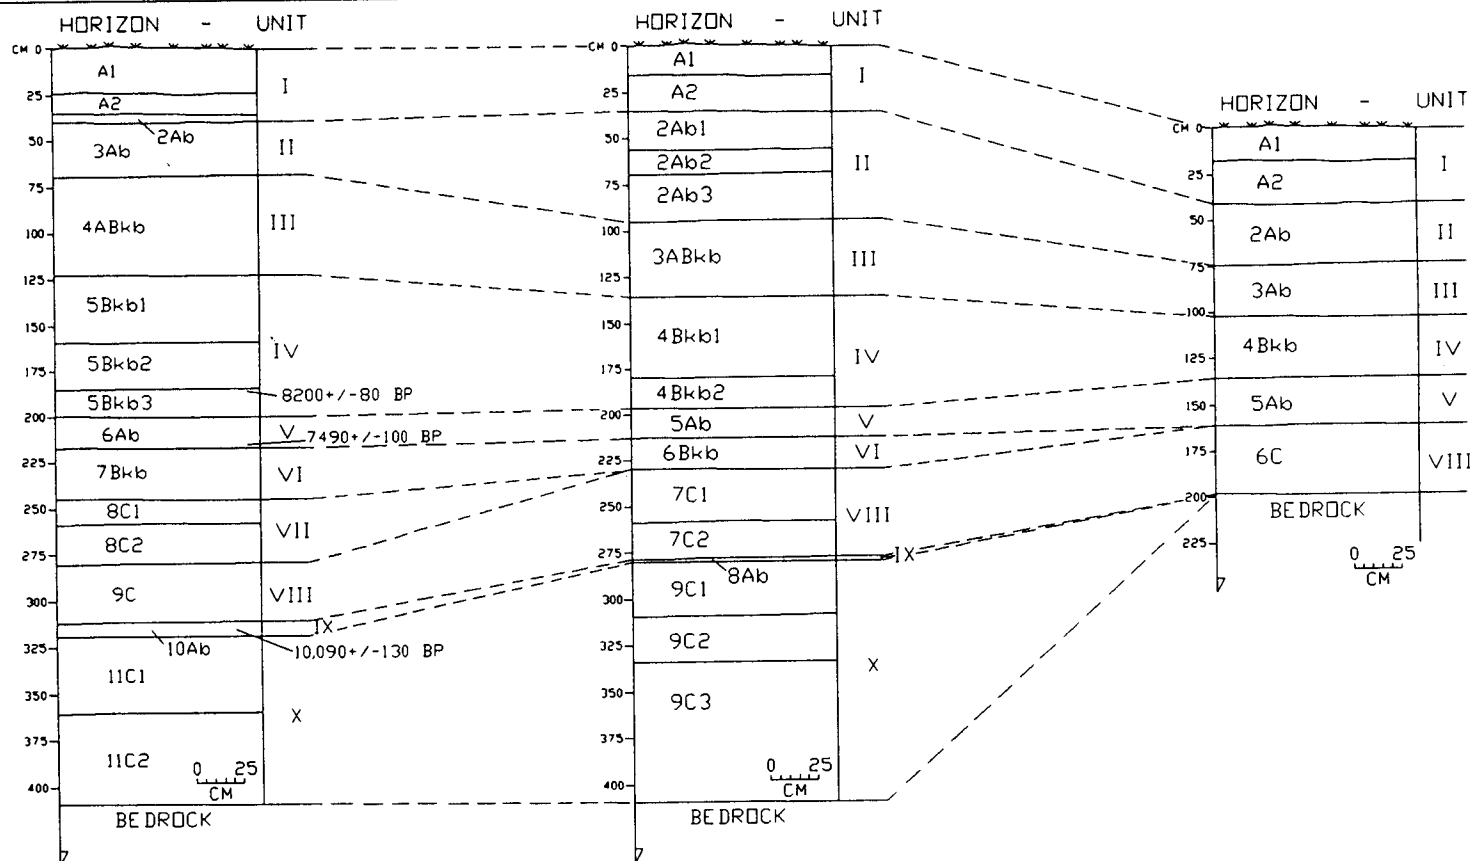 HORIZON - UNIT
CM 0
25
50
75
100
125
150
175
200
225
250
275
300
325
350
375
400
A1
A2
2Ab
3Ab
4ABkb
5Bkb1
5Bkb2
5Bkb3
6Ab
7Bkb
8C1
8C2
9C
10Ab
11C1
11C2
I
II
III
IV
V
VI
VII
VIII
IX
X
8200+/-80 BP
7490+/-100 BP
10,090+/-130 BP
0 25
CM
BEDROCK
HORIZON - UNIT
CM 0
25
50
75
100
125
150
175
200
225
250
275
300
325
350
375
400
A1
A2
2Ab1
2Ab2
2Ab3
3ABkb
4Bkb1
4Bkb2
5Ab
6Bkb
7C1
7C2
8Ab
9C1
9C2
9C3
I
II
III
IV
V
VI
VIII
IX
X
0 25
CM
BEDROCK
HORIZON - UNIT
CM 0
25
50
75
100
125
150
175
200
225
A1
A2
2Ab
3Ab
4Bkb
5Ab
6C
I
II
III
IV
V
VIII
BEDROCK
0 25
CM